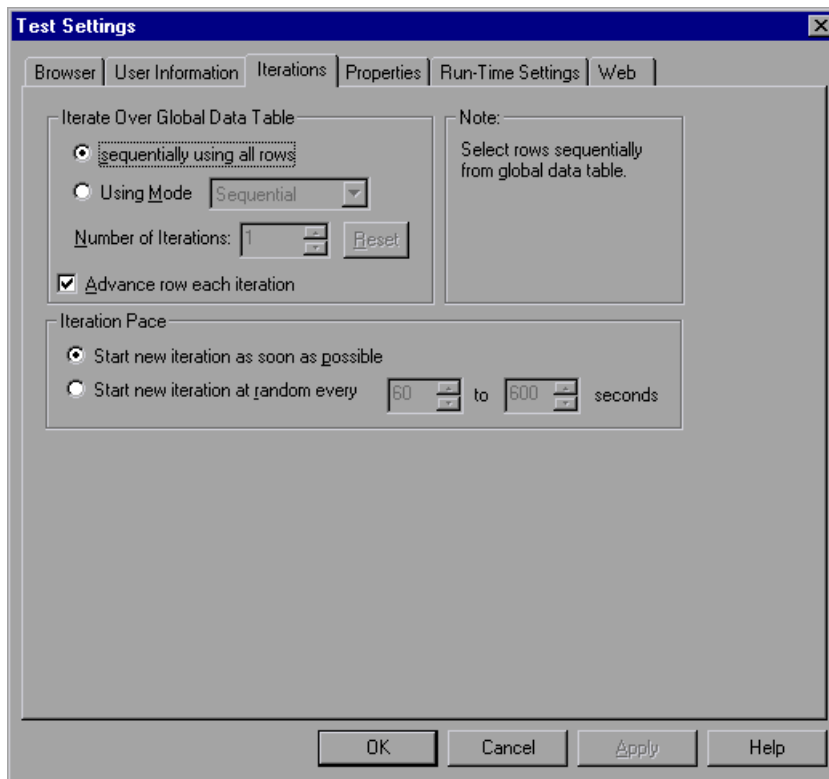 Test Settings
Browser User Information Iterations Properties Run-Time Settings Web
Iterate Over Global Data Table
sequentially using all rows
Using Mode Sequential
Number of Iterations: 1 Reset
Advance row each iteration
Note:
Select rows sequentially
from global data table.
Iteration Pace
Start new iteration as soon as possible
Start new iteration at random every 60 to 600 seconds
OK Cancel Apply Help